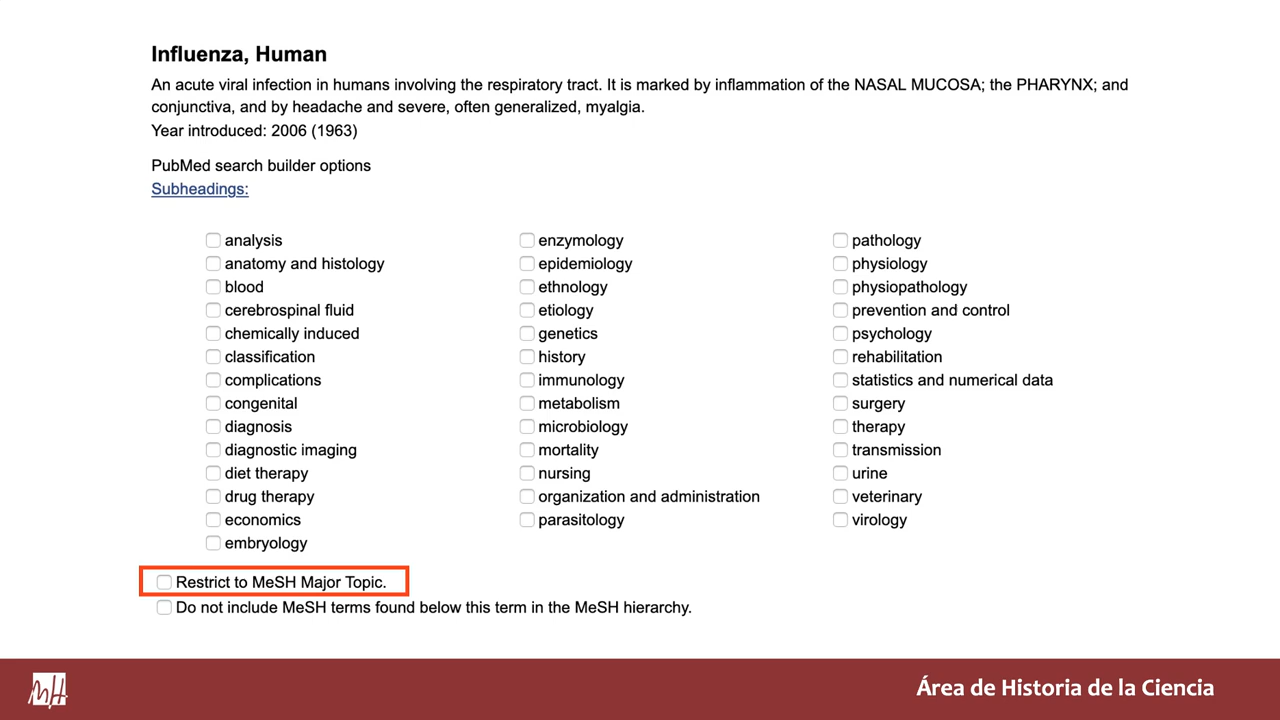 Influenza, Human
An acute viral infection in humans involving the respiratory tract. It is marked by inflammation of the NASAL MUCOSA; the PHARYNX; and
conjunctiva, and by headache and severe, often generalized, myalgia.
Year introduced: 2006 (1963)
PubMed search builder options
Subheadings:
analysis
anatomy and histology
blood
cerebrospinal fluid
chemically induced
classification
complications
congenital
diagnosis
diagnostic imaging
diet therapy
drug therapy
economics
embryology
enzymology
epidemiology
ethnology
etiology
genetics
history
immunology
metabolism
microbiology
mortality
nursing
organization and administration
parasitology
pathology
physiology
physiopathology
prevention and control
psychology
rehabilitation
statistics and numerical data
surgery
therapy
transmission
urine
veterinary
virology
Restrict to MeSH Major Topic.
Do not include MeSH terms found below this term in the MeSH hierarchy.
MH
Área de Historia de la Ciencia